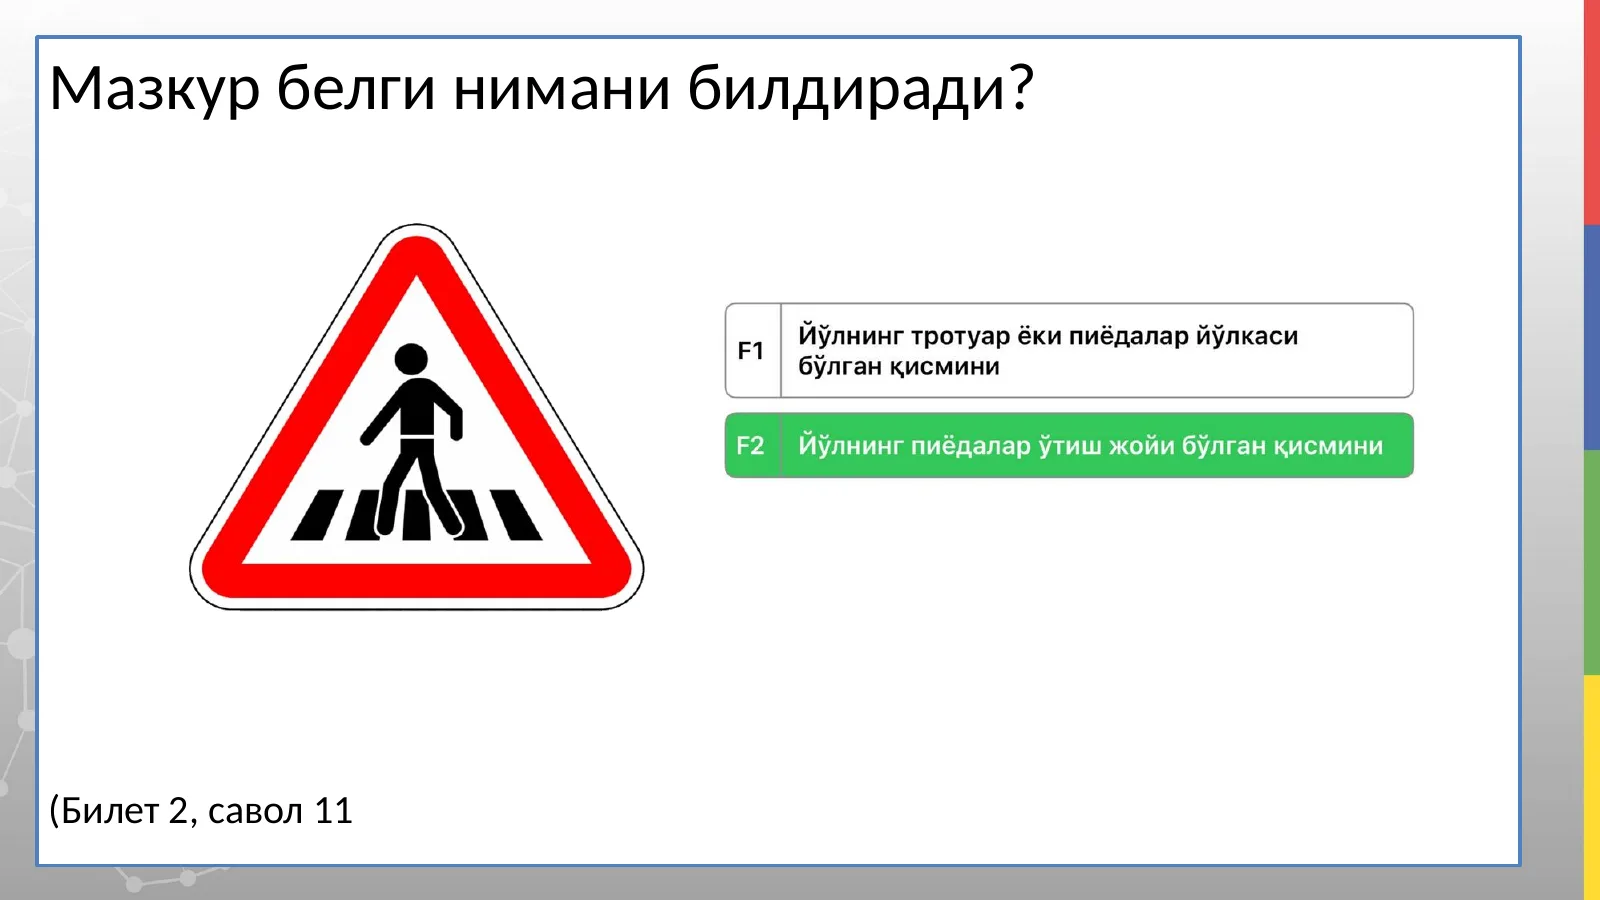 Мазкур белги нимани билдиради?
F1
Йўлнинг тротуар ёки пиёдалар йўлкаси
бўлган қисмини
F2
Йўлнинг пиёдалар ўтиш жойи бўлган қисмини
(Билет 2, савол 11